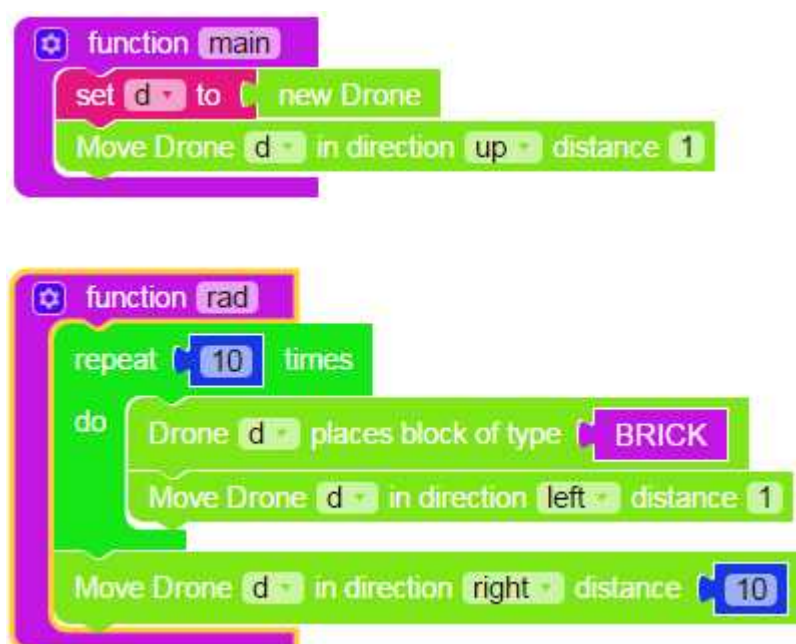 function main
set d to new Drone
Move Drone d in direction up distance 1
function rad
repeat 10 times
do Drone d places block of type BRICK
Move Drone d in direction left distance 1
Move Drone d in direction right distance 10